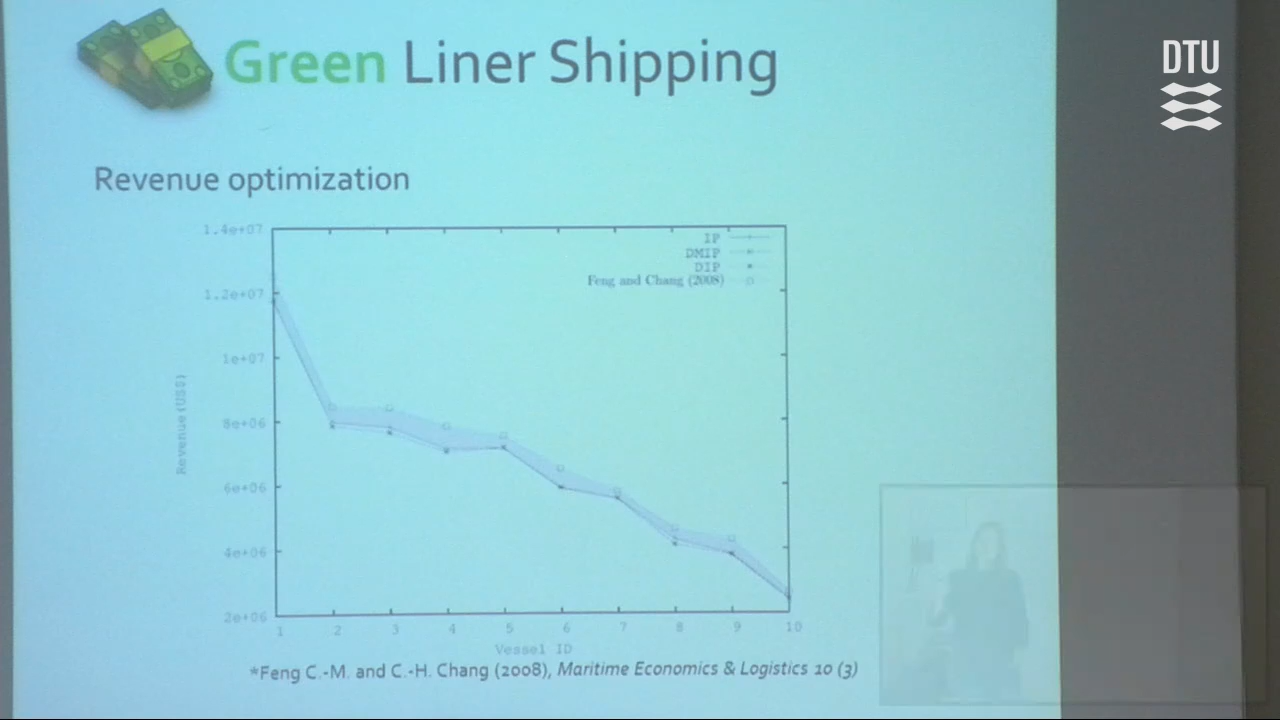 Green Liner Shipping
DTU
Revenue optimization
1.4e+07
1.2e+07
1e+07
8e+06
6e+06
4e+06
2e+06
Revenue (US$)
IP
DMIP
DIP
Feng and Chang (2008)
1 2 3 4 5 6 7 8 9 10
Vessel ID
*Feng C.-M. and C.-H. Chang (2008), Maritime Economics & Logistics 10 (3)